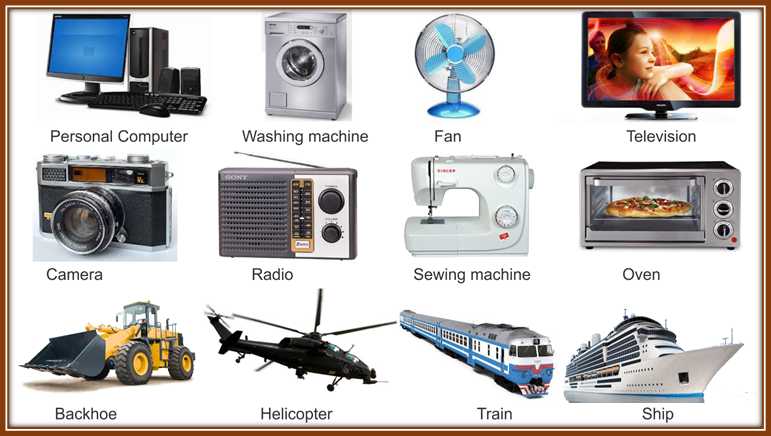 Personal Computer
Washing machine
Fan
Television
SONY
SINGER
Camera
Radio
Sewing machine
Oven
Backhoe
Helicopter
Train
Ship